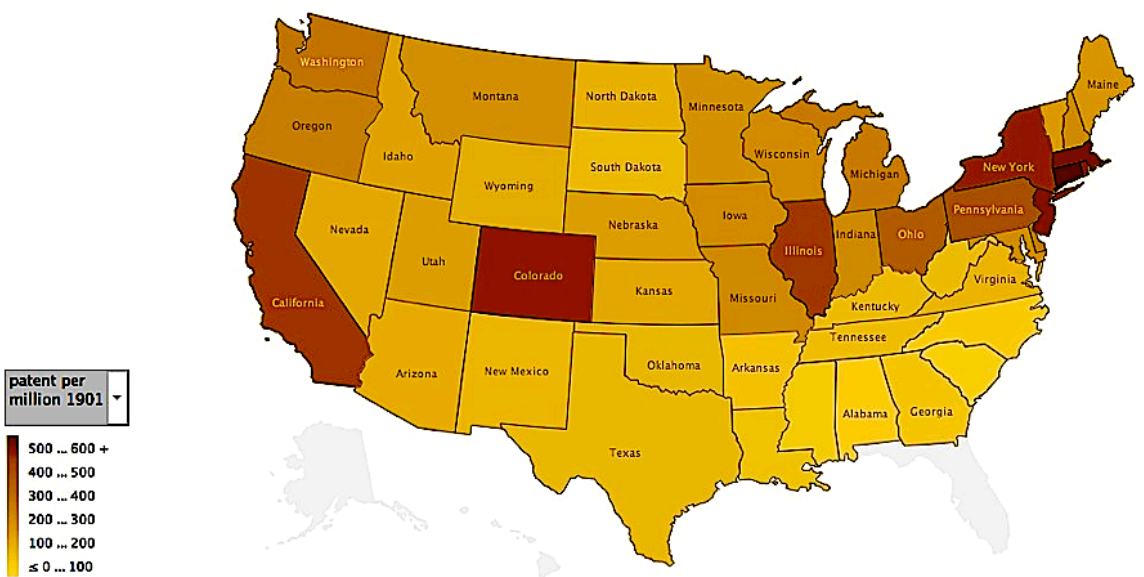 Washington
Montana
North Dakota
Minnesota
Maine
Oregon
Idaho
Wisconsin
South Dakota
New York
Michigan
Wyoming
Pennsylvania
Iowa
Nebraska
Nevada
Indiana
Ohio
Illinois
Utah
Colorado
Virginia
Kansas
Missouri
California
Kentucky
Tennessee
Oklahoma
Arkansas
New Mexico
Arizona
Alabama
Georgia
Texas
patent per
million 1901
500 ... 600 +
400 ... 500
300 ... 400
200 ... 300
100 ... 200
≤ 0 ... 100